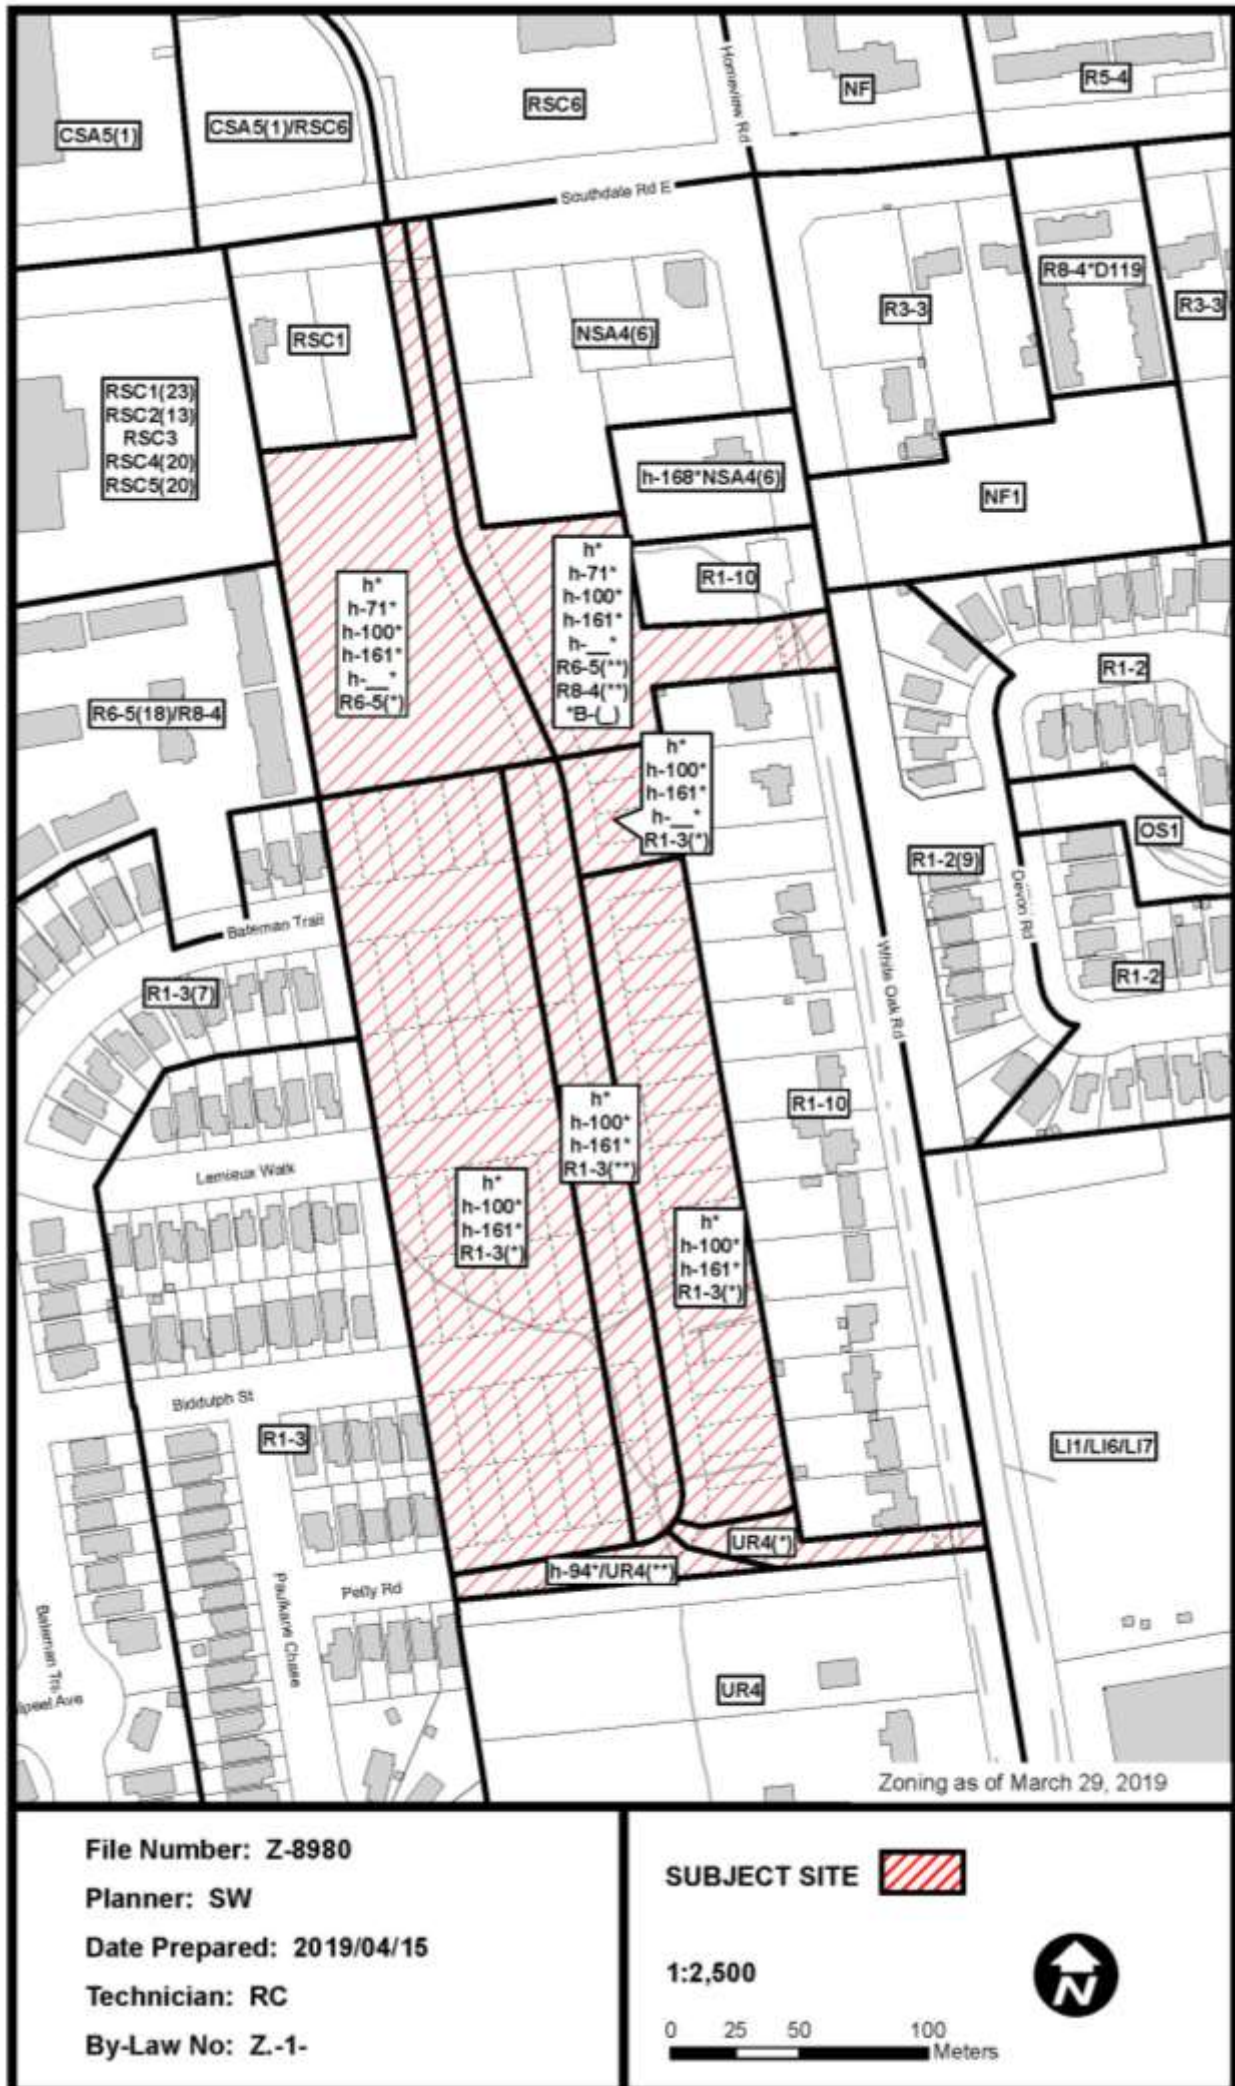 Homeview Rd
NF
R5-4
RSC6
CSA5(1)
CSA5(1)/RSC6
Southdale Rd E
R8-4*D119
R3-3
R3-3
NSA4(6)
RSC1
RSC1(23)
RSC2(13)
RSC3
RSC4(20)
RSC5(20)
h-168*NSA4(6)
NF1
h*
h-71*
h-100*
h-161*
h-__*
R6-5(*)
h*
h-71*
h-100*
h-161*
h-__*
R6-5(**)
R8-4(**)
*B-(_)
R1-10
R1-2
R6-5(18)/R8-4
h*
h-100*
h-161*
h-__*
R1-3(*)
OS1
R1-2(9)
Devon Rd
Bateman Trail
White Oak Rd
R1-2
R1-3(7)
h*
h-100*
h-161*
R1-3(**)
R1-10
Lemieux Walk
h*
h-100*
h-161*
R1-3(*)
h*
h-100*
h-161*
R1-3(*)
Biddulph St
R1-3
LI1/LI6/LI7
UR4(*)
h-94*/UR4(**)
Pelly Rd
Paulkane Chase
Bateman Trl
lpeel Ave
UR4
Zoning as of March 29, 2019
File Number: Z-8980
Planner: SW
Date Prepared: 2019/04/15
Technician: RC
By-Law No: Z.-1-
SUBJECT SITE
1:2,500
N
0 25 50 100
Meters